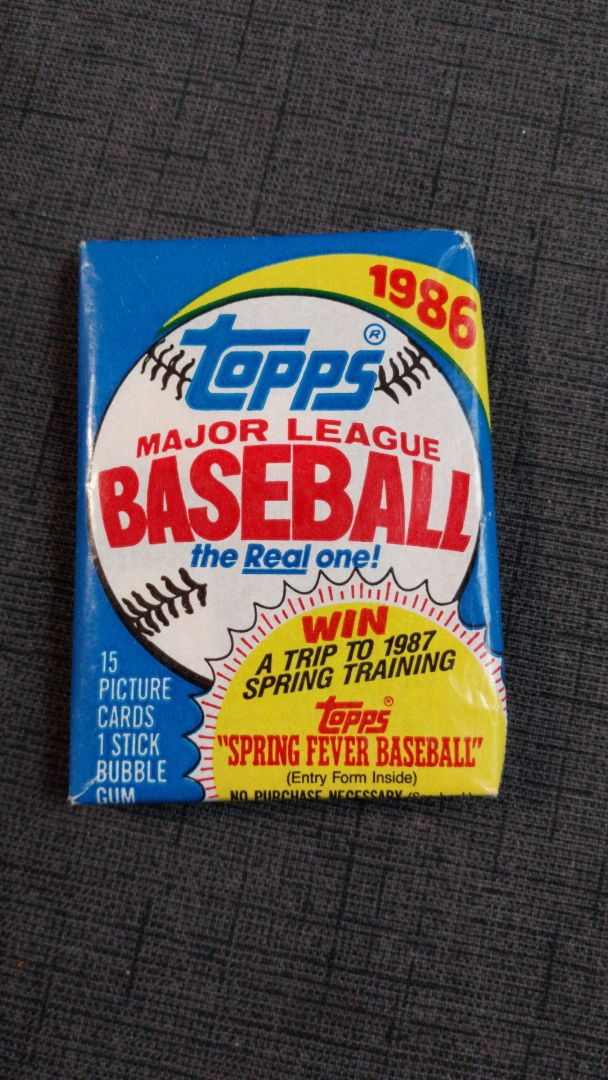 1986
Topps®
MAJOR LEAGUE
BASEBALL
the Real one!
WIN
A TRIP TO 1987
SPRING TRAINING
Topps®
"SPRING FEVER BASEBALL"
(Entry Form Inside)
NO PURCHASE NECESSARY
15
PICTURE
CARDS
1 STICK
BUBBLE
GUM